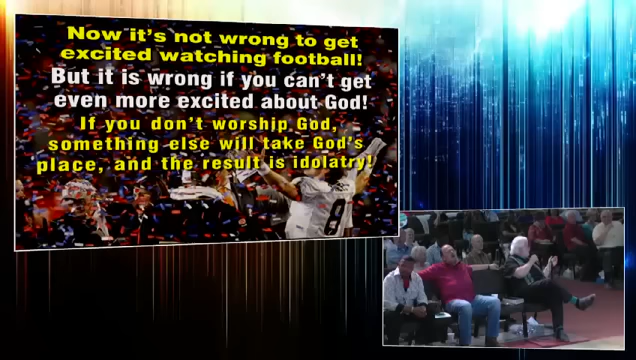 Now it's not wrong to get
excited watching football!
But it is wrong if you can't get
even more excited about God!
If you don't worship God,
something else will take God's
place, and the result is idolatry!
8